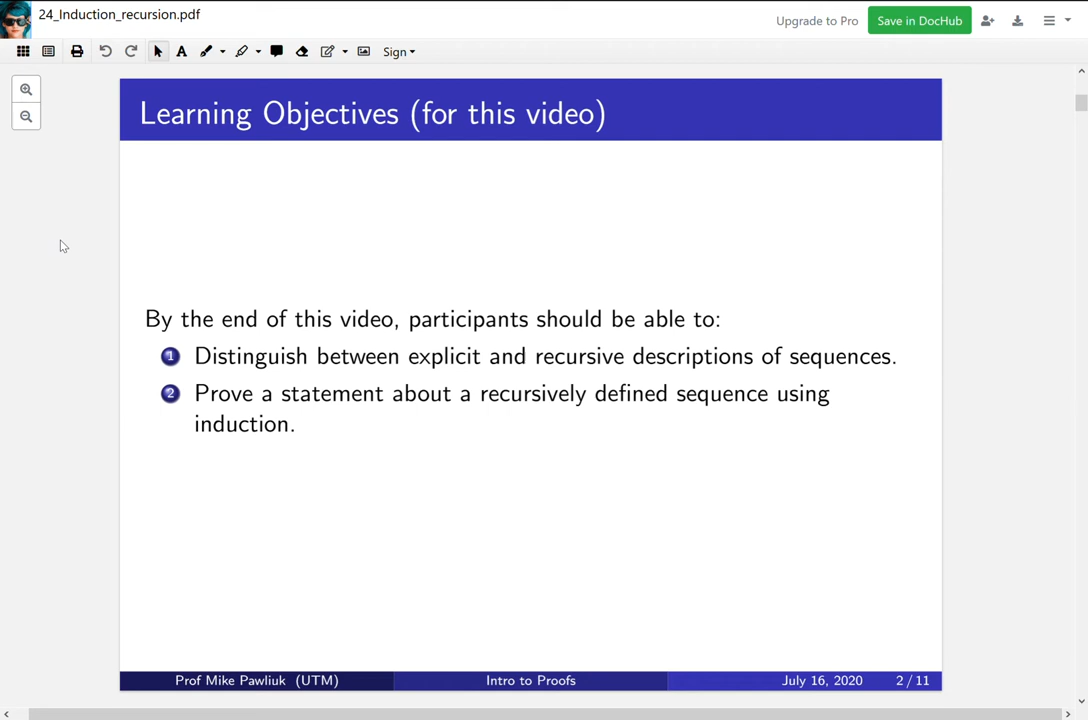 24_Induction_recursion.pdf
Upgrade to Pro
Save in DocHub
A
Sign
Learning Objectives (for this video)
By the end of this video, participants should be able to:
1 Distinguish between explicit and recursive descriptions of sequences.
2 Prove a statement about a recursively defined sequence using
induction.
Prof Mike Pawliuk (UTM) Intro to Proofs July 16, 2020 2 / 11